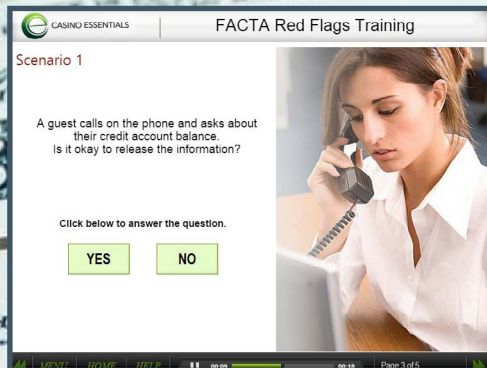 CASINO ESSENTIALS
FACTA Red Flags Training
Scenario 1
A guest calls on the phone and asks about
their credit account balance.
Is it okay to release the information?
Click below to answer the question.
YES
NO
MENU HOME HELP 00:09 00:18 Page 3 of 5